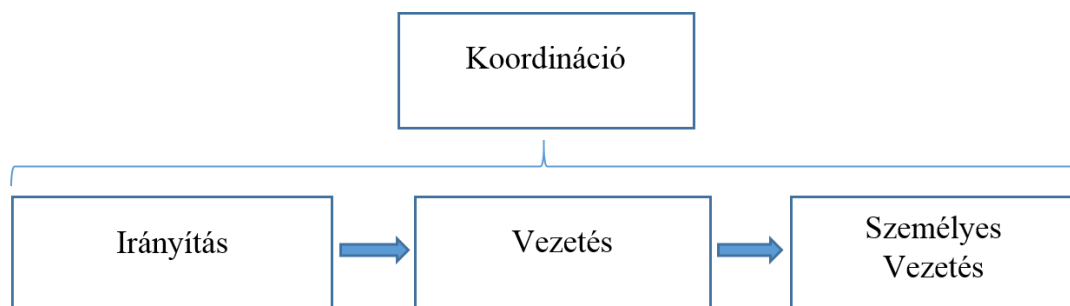 Koordináció
Irányítás
Vezetés
Személyes
Vezetés